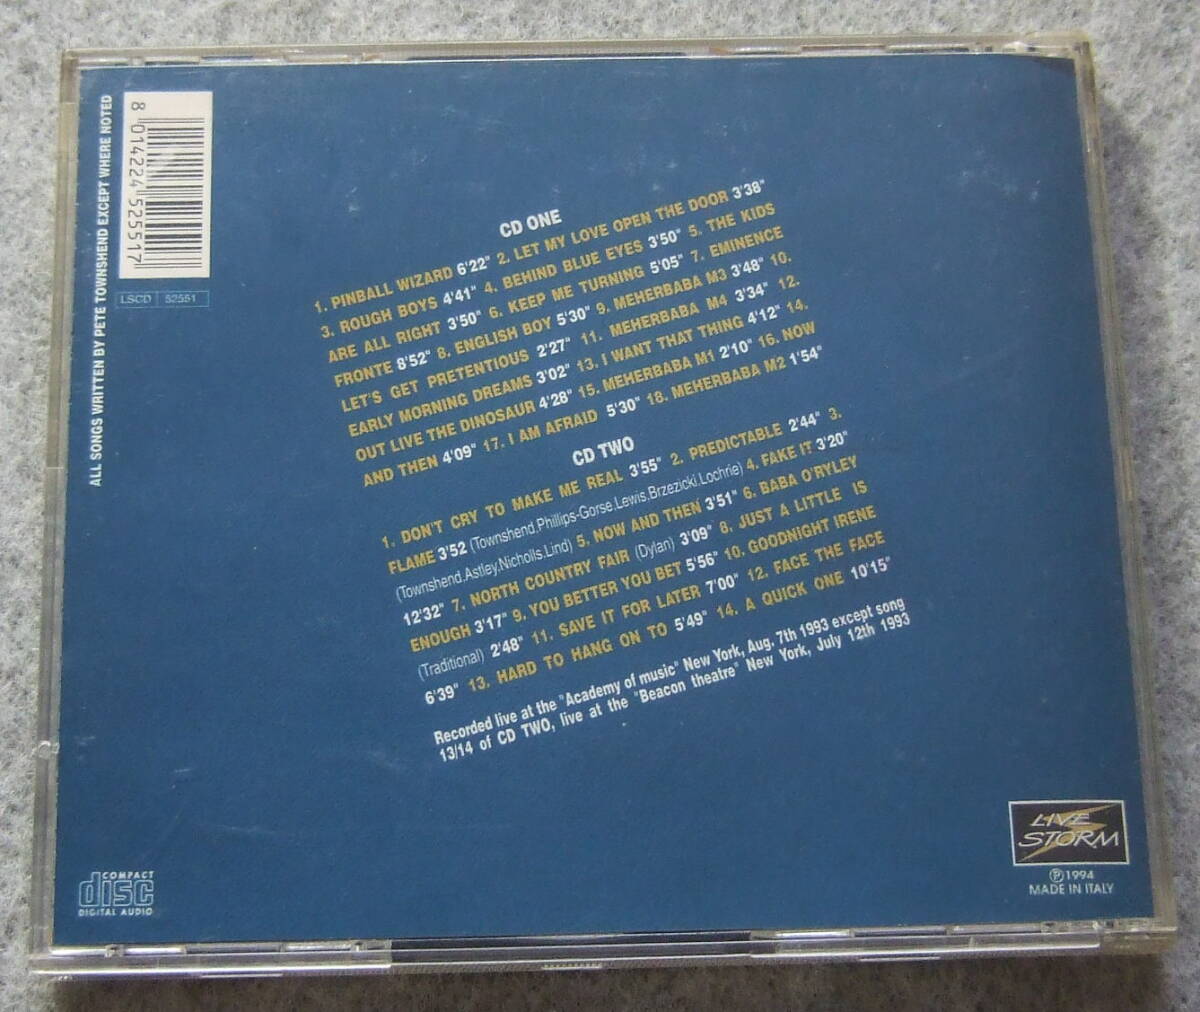 ALL SONGS WRITTEN BY PETE TOWNSHEND EXCEPT WHERE NOTED
8 014224 525517
LSCD 52551
CD ONE
1. PINBALL WIZARD 6'22" 2. LET MY LOVE OPEN THE DOOR 3'38"
3. ROUGH BOYS 4'41" 4. BEHIND BLUE EYES 3'50" 5. THE KIDS
ARE ALL RIGHT 3'50" 6. KEEP ME TURNING 5'05" 7. EMINENCE
FRONTE 8'52" 8. ENGLISH BOY 5'30" 9. MEHERBABA M3 3'48" 10.
LET'S GET PRETENTIOUS 2'27" 11. MEHERBABA M4 3'34" 12.
EARLY MORNING DREAMS 3'02" 13. I WANT THAT THING 4'12" 14.
OUT LIVE THE DINOSAUR 4'28" 15. MEHERBABA M1 2'10" 16. NOW
AND THEN 4'09" 17. I AM AFRAID 5'30" 18. MEHERBABA M2 1'54"
CD TWO
1. DON'T CRY TO MAKE ME REAL 3'55" 2. PREDICTABLE 2'44" 3.
FLAME 3'52 (Townshend,Phillips-Gorse,Lewis,Brzezicki,Lochrie) 4. FAKE IT 3'20"
(Townshend,Astley,Nicholls,Lind) 5. NOW AND THEN 3'51" 6. BABA O'RYLEY
12'32" 7. NORTH COUNTRY FAIR (Dylan) 3'09" 8. JUST A LITTLE IS
ENOUGH 3'17" 9. YOU BETTER YOU BET 5'56" 10. GOODNIGHT IRENE
(Traditional) 2'48" 11. SAVE IT FOR LATER 7'00" 12. FACE THE FACE
6'39" 13. HARD TO HANG ON TO 5'49" 14. A QUICK ONE 10'15"
Recorded live at the "Academy of music" New York, Aug. 7th 1993 except song
13/14 of CD TWO, live at the "Beacon theatre" New York, July 12th 1993
COMPACT
disc
DIGITAL AUDIO
LIVE
STORM
℗ 1994
MADE IN ITALY